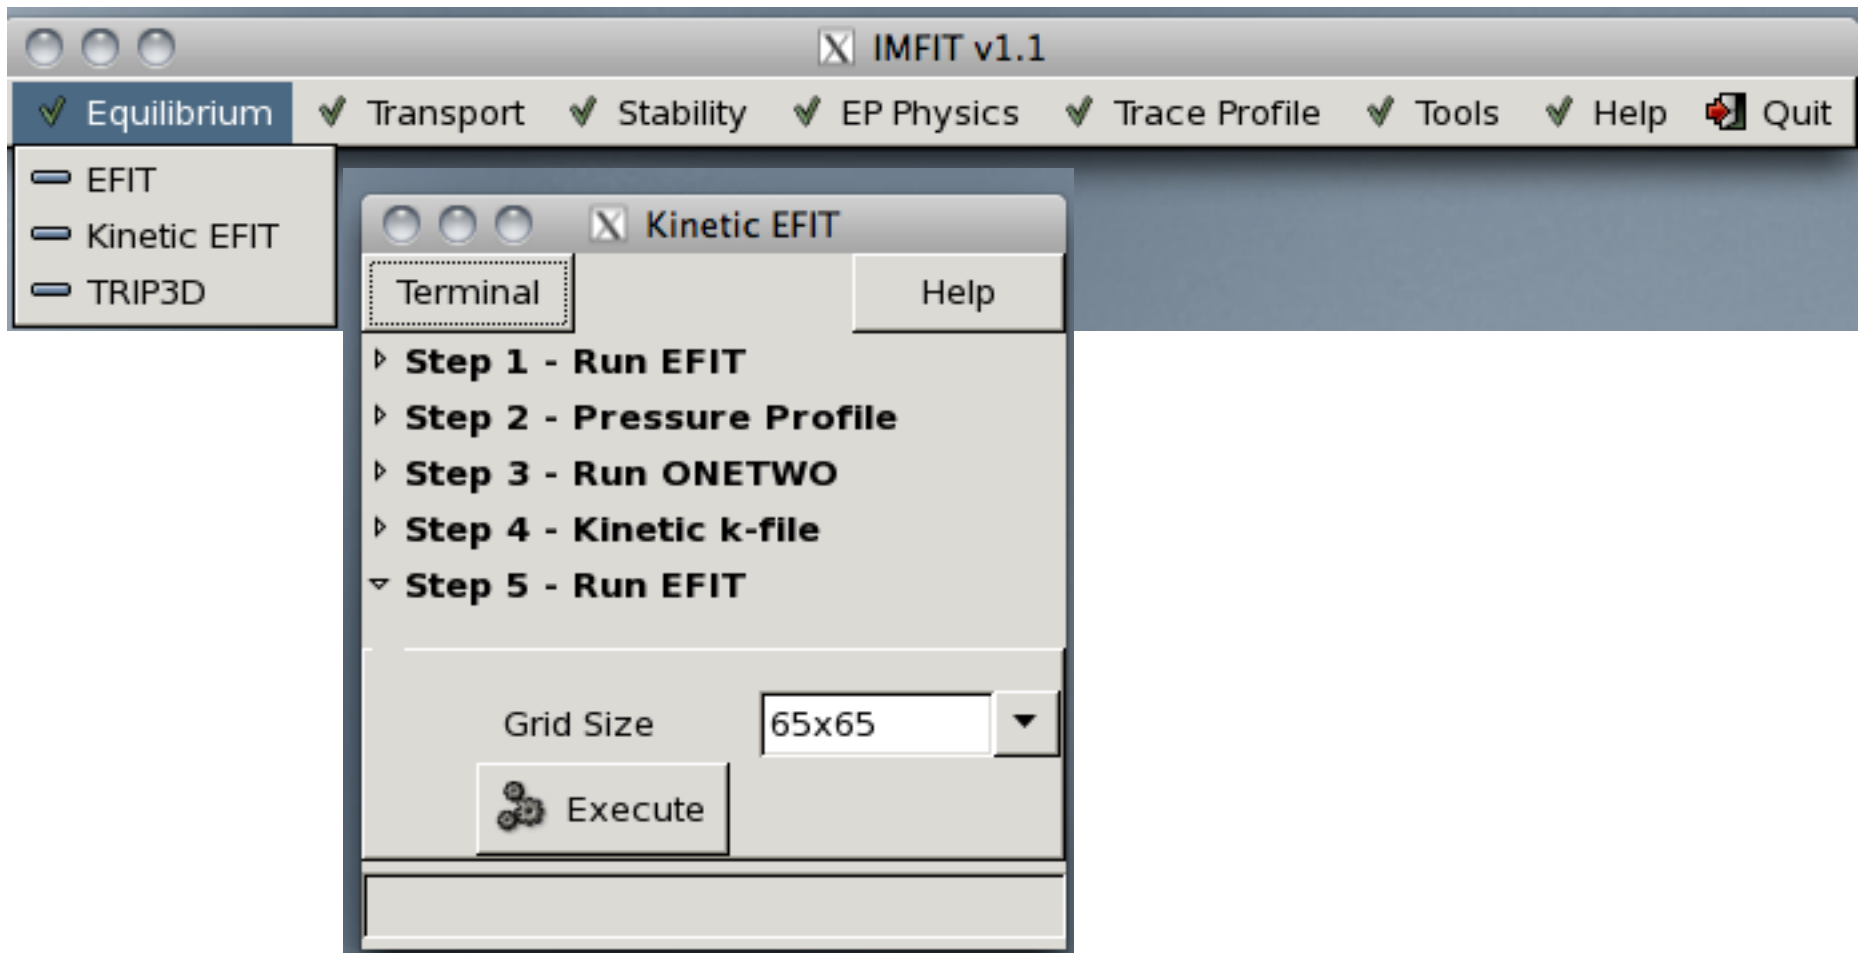 IMFIT v1.1
Equilibrium Transport Stability EP Physics Trace Profile Tools Help Quit
EFIT
Kinetic EFIT
TRIP3D
Kinetic EFIT
Terminal Help
Step 1 - Run EFIT
Step 2 - Pressure Profile
Step 3 - Run ONETWO
Step 4 - Kinetic k-file
Step 5 - Run EFIT
Grid Size 65x65
Execute